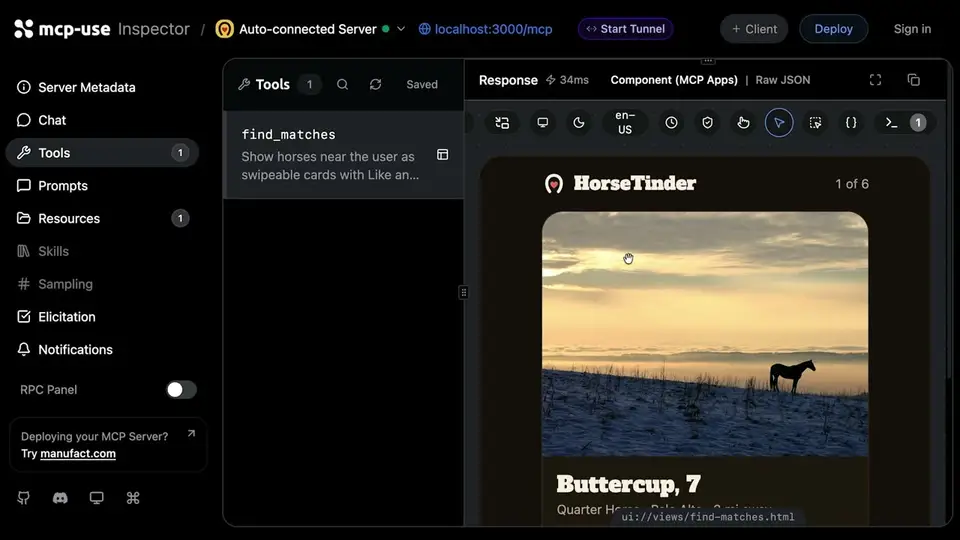 mcp-use Inspector / Auto-connected Server localhost:3000/mcp Start Tunnel + Client Deploy Sign in
Server Metadata
Chat
Tools 1
Prompts
Resources 1
Skills
Sampling
Elicitation
Notifications
RPC Panel
Deploying your MCP Server?
Try manufact.com
Tools 1 Saved
find_matches
Show horses near the user as
swipeable cards with Like an...
Response 34ms Component (MCP Apps) | Raw JSON
en-
US
1
HorseTinder 1 of 6
Buttercup, 7
Quarter
ui://views/find-matches.html